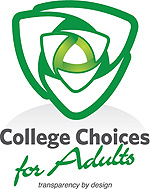 College Choices
for Adults
transparency by design